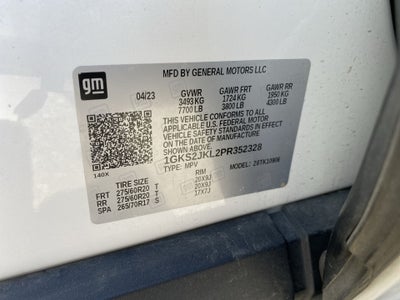 gm
MFD BY GENERAL MOTORS LLC
04/23 GVWR GAWR FRT GAWR RR
3493 KG 1724 KG 1950 KG
7700 LB 3800 LB 4300 LB
THIS VEHICLE CONFORMS TO ALL
APPLICABLE U.S. FEDERAL MOTOR
VEHICLE SAFETY STANDARDS IN
EFFECT ON THE DATE OF MANUFACTURE
SHOWN ABOVE.
1GKS2JKL2PR352328
140X TYPE: MPV MODEL: 
TIRE SIZE RIM
FRT 275/60R20 T 20X9J
RR 275/60R20 T 20X9J
SPA 265/70R17 S 17X7J